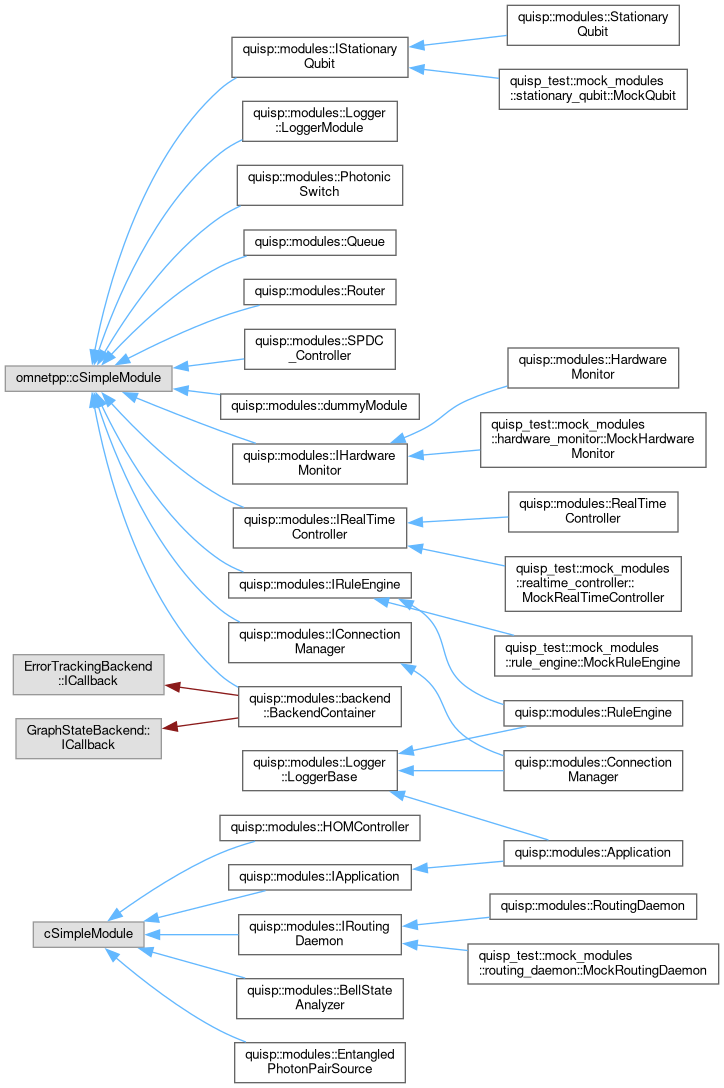 quisp::modules::Stationary
Qubit
quisp::modules::IStationary
Qubit
quisp_test::mock_modules
::stationary_qubit::MockQubit
quisp::modules::Logger
::LoggerModule
quisp::modules::Photonic
Switch
quisp::modules::Queue
quisp::modules::Router
quisp::modules::SPDC
_Controller
omnetpp::cSimpleModule
quisp::modules::dummyModule
quisp::modules::Hardware
Monitor
quisp::modules::IHardware
Monitor
quisp_test::mock_modules
::hardware_monitor::MockHardware
Monitor
quisp::modules::RealTime
Controller
quisp::modules::IRealTime
Controller
quisp_test::mock_modules
::realtime_controller::
MockRealTimeController
quisp::modules::IRuleEngine
quisp::modules::IConnection
Manager
quisp_test::mock_modules
::rule_engine::MockRuleEngine
ErrorTrackingBackend
::ICallback
quisp::modules::backend
::BackendContainer
quisp::modules::RuleEngine
GraphStateBackend::
ICallback
quisp::modules::Logger
::LoggerBase
quisp::modules::Connection
Manager
quisp::modules::HOMController
quisp::modules::Application
quisp::modules::IApplication
quisp::modules::RoutingDaemon
cSimpleModule
quisp::modules::IRouting
Daemon
quisp_test::mock_modules
::routing_daemon::MockRoutingDaemon
quisp::modules::BellState
Analyzer
quisp::modules::Entangled
PhotonPairSource